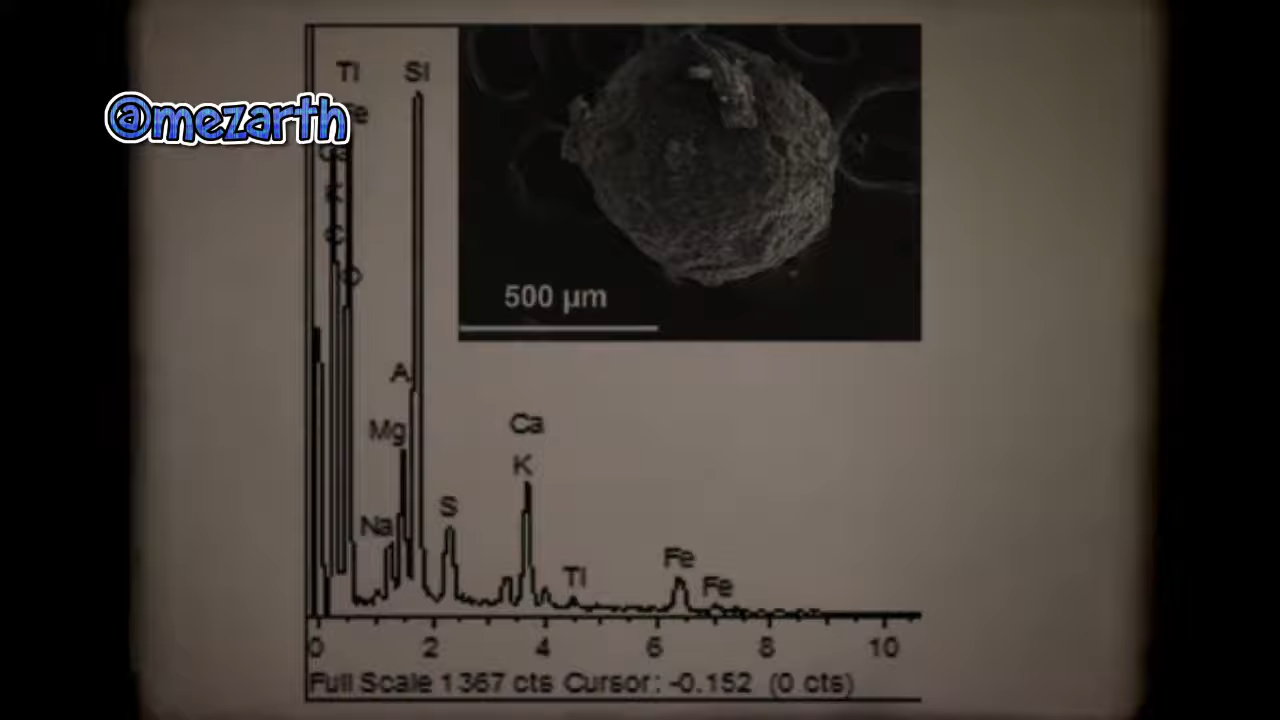 Ti Si
@mezarth
Fe
Ca
K
C
O
500 µm
A
Mg
Ca
K
S
Na
Ti
Fe
Fe
0 2 4 6 8 10
Full Scale 1367 cts Cursor: -0.152 (0 cts)